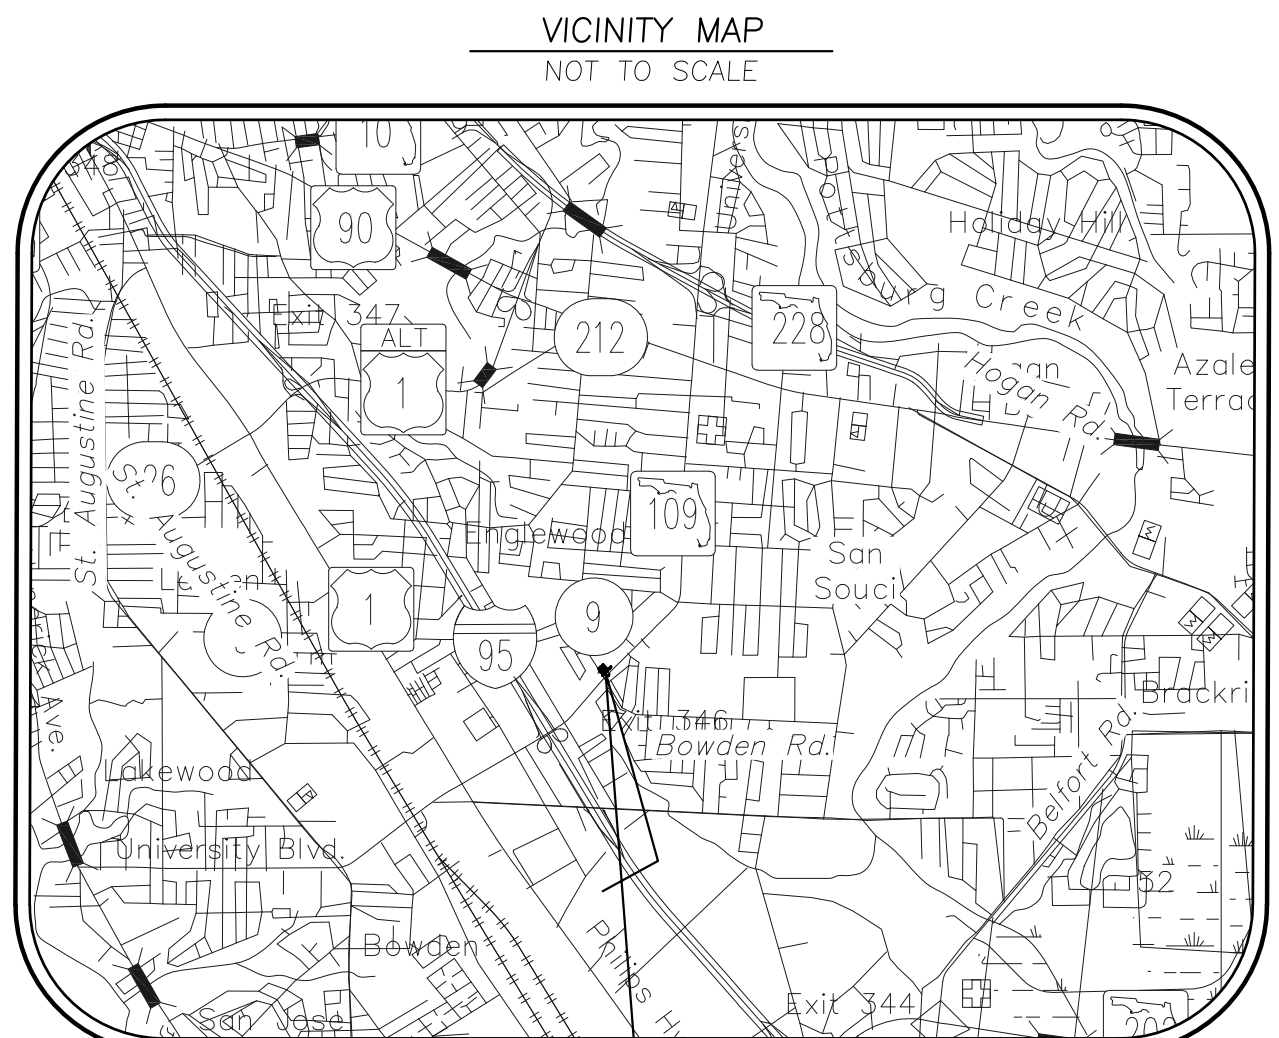 VICINITY MAP
NOT TO SCALE
10
348
90
Holiday Hill
Creek
Exit 347
ALT
1
212
228
Hogan Rd.
Azale
Terrac
St. Augustine Rd.
St. Augustine Rd.
109
Englewood
San
Souci
1
95
9
Ave.
Exit 346
Bowden Rd.
Brackri
Belfort Rd.
Lakewood
University Blvd.
Bowden
Philips
San Jose
Exit 344